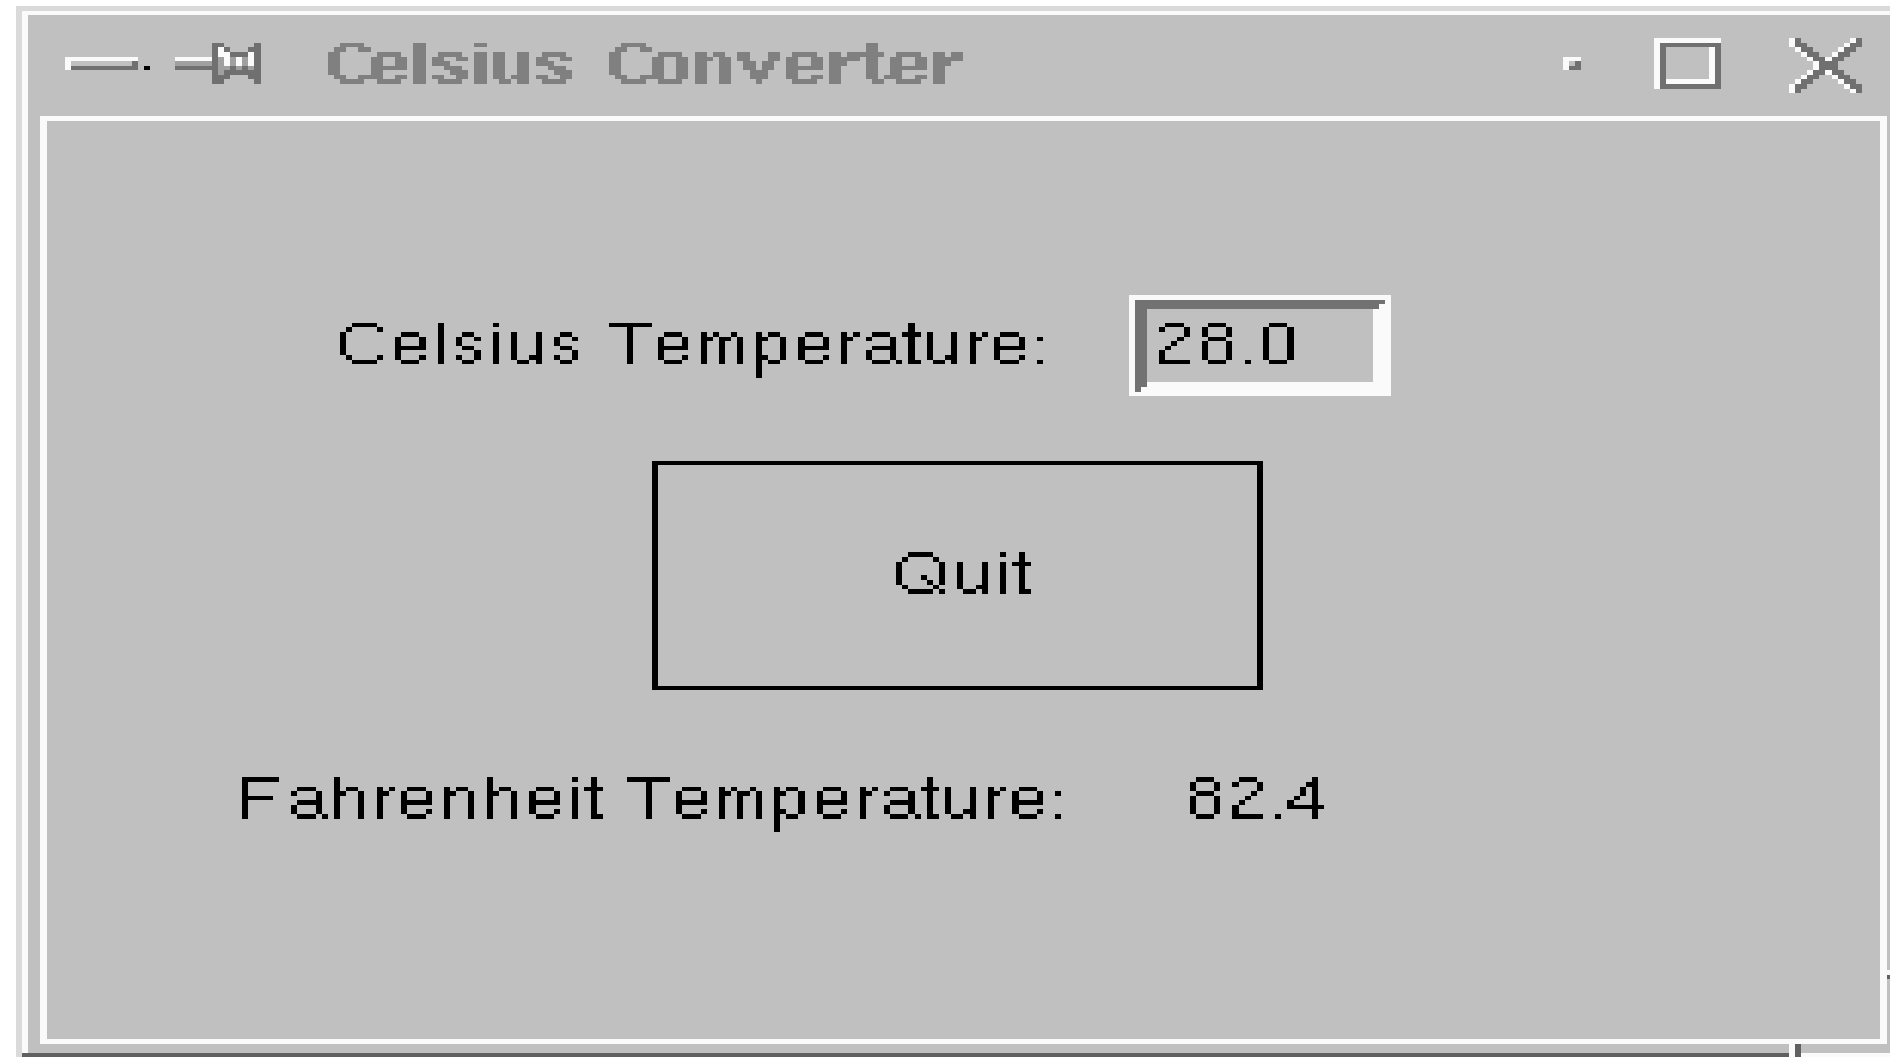 Celsius Converter
Celsius Temperature: 28.0
Quit
Fahrenheit Temperature: 82.4